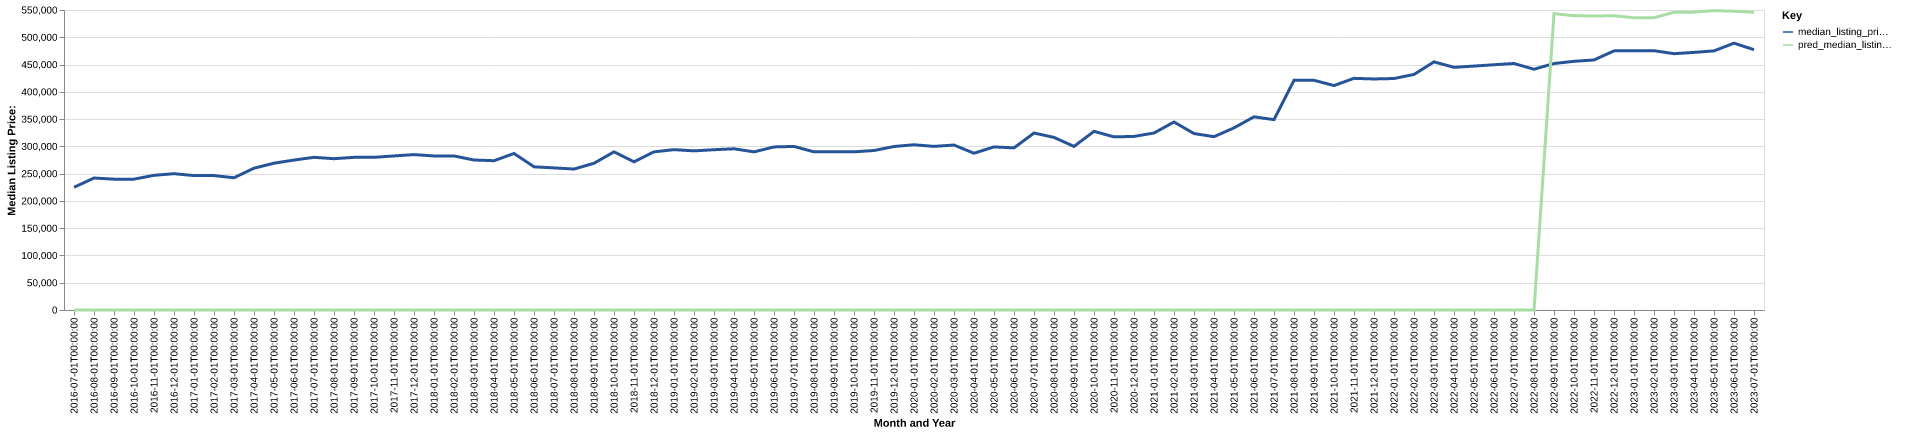 550,000
500,000
450,000
400,000
350,000
300,000
250,000
200,000
150,000
100,000
50,000
0
Median Listing Price:
2016-07-01T00:00:00
2016-08-01T00:00:00
2016-09-01T00:00:00
2016-10-01T00:00:00
2016-11-01T00:00:00
2016-12-01T00:00:00
2017-01-01T00:00:00
2017-02-01T00:00:00
2017-03-01T00:00:00
2017-04-01T00:00:00
2017-05-01T00:00:00
2017-06-01T00:00:00
2017-07-01T00:00:00
2017-08-01T00:00:00
2017-09-01T00:00:00
2017-10-01T00:00:00
2017-11-01T00:00:00
2017-12-01T00:00:00
2018-01-01T00:00:00
2018-02-01T00:00:00
2018-03-01T00:00:00
2018-04-01T00:00:00
2018-05-01T00:00:00
2018-06-01T00:00:00
2018-07-01T00:00:00
2018-08-01T00:00:00
2018-09-01T00:00:00
2018-10-01T00:00:00
2018-11-01T00:00:00
2018-12-01T00:00:00
2019-01-01T00:00:00
2019-02-01T00:00:00
2019-03-01T00:00:00
2019-04-01T00:00:00
2019-05-01T00:00:00
2019-06-01T00:00:00
2019-07-01T00:00:00
2019-08-01T00:00:00
2019-09-01T00:00:00
2019-10-01T00:00:00
2019-11-01T00:00:00
2019-12-01T00:00:00
2020-01-01T00:00:00
2020-02-01T00:00:00
2020-03-01T00:00:00
2020-04-01T00:00:00
2020-05-01T00:00:00
2020-06-01T00:00:00
2020-07-01T00:00:00
2020-08-01T00:00:00
2020-09-01T00:00:00
2020-10-01T00:00:00
2020-11-01T00:00:00
2020-12-01T00:00:00
2021-01-01T00:00:00
2021-02-01T00:00:00
2021-03-01T00:00:00
2021-04-01T00:00:00
2021-05-01T00:00:00
2021-06-01T00:00:00
2021-07-01T00:00:00
2021-08-01T00:00:00
2021-09-01T00:00:00
2021-10-01T00:00:00
2021-11-01T00:00:00
2021-12-01T00:00:00
2022-01-01T00:00:00
2022-02-01T00:00:00
2022-03-01T00:00:00
2022-04-01T00:00:00
2022-05-01T00:00:00
2022-06-01T00:00:00
2022-07-01T00:00:00
2022-08-01T00:00:00
2022-09-01T00:00:00
2022-10-01T00:00:00
2022-11-01T00:00:00
2022-12-01T00:00:00
2023-01-01T00:00:00
2023-02-01T00:00:00
2023-03-01T00:00:00
2023-04-01T00:00:00
2023-05-01T00:00:00
2023-06-01T00:00:00
2023-07-01T00:00:00
Month and Year
Key
median_listing_pri…
pred_median_listin…